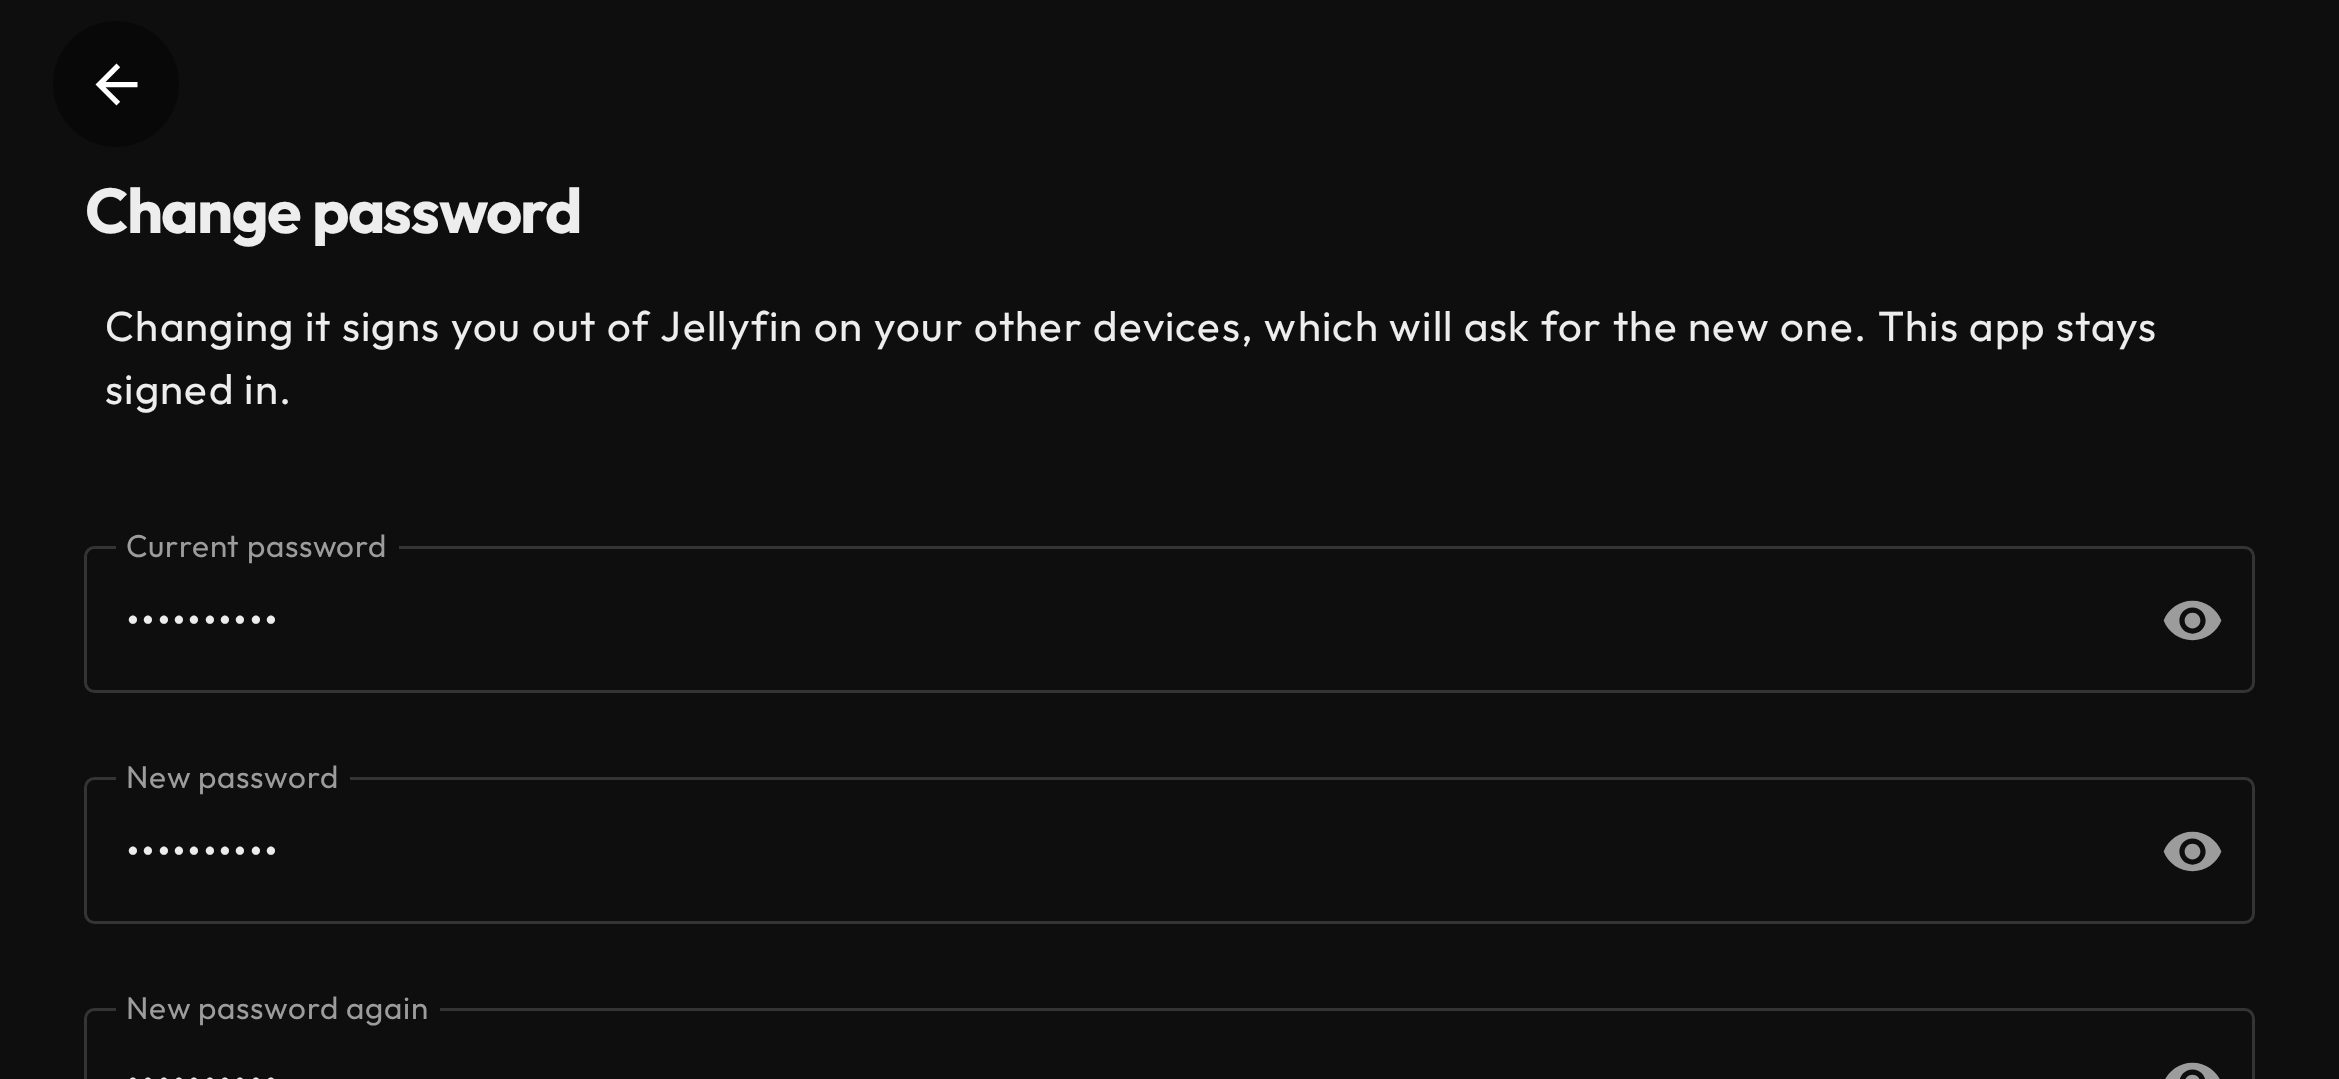 Change password
Changing it signs you out of Jellyfin on your other devices, which will ask for the new one. This app stays
signed in.
Current password
••••••••••
New password
••••••••••
New password again